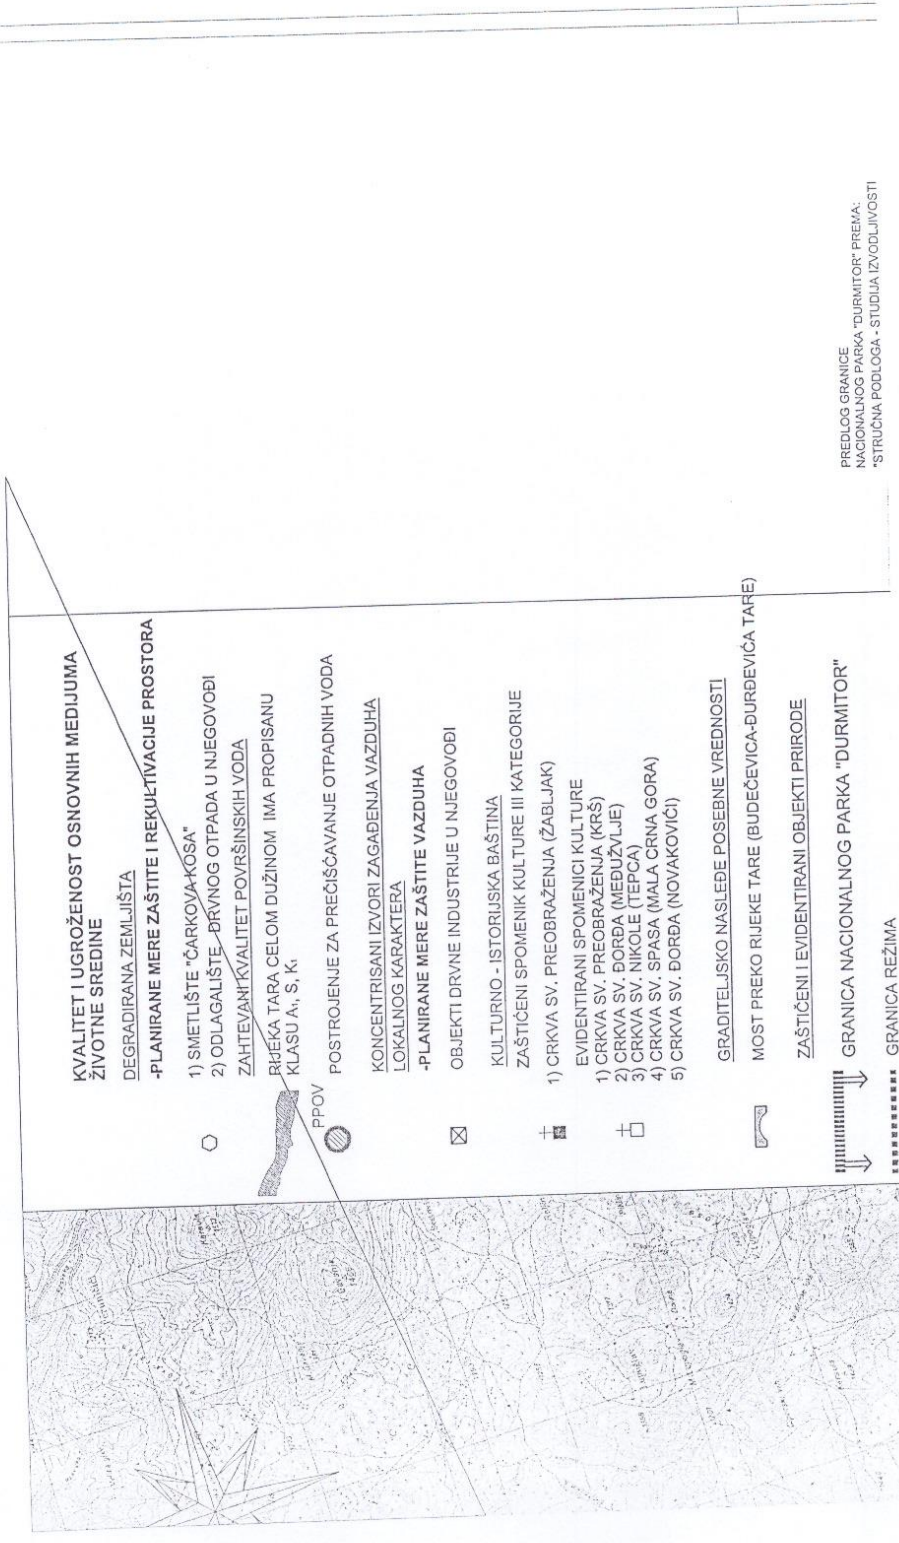 KVALITET I UGROŽENOST OSNOVNIH MEDIJUMA
ŽIVOTNE SREDINE
DEGRADIRANA ZEMLJIŠTA
-PLANIRANE MERE ZAŠTITE I REKULTIVACIJE PROSTORA
1) SMETLIŠTE "ČARKOVA KOSA"
2) ODLAGALIŠTE DRVNOG OTPADA U NJEGOVOĐI
ZAHTEVANI KVALITET POVRŠINSKIH VODA
RIJEKA TARA CELOM DUŽINOM IMA PROPISANU
KLASU A₁, S, K₁
PPOV
POSTROJENJE ZA PREČIŠĆAVANJE OTPADNIH VODA
KONCENTRISANI IZVORI ZAGAĐENJA VAZDUHA
LOKALNOG KARAKTERA
-PLANIRANE MERE ZAŠTITE VAZDUHA
OBJEKTI DRVNE INDUSTRIJE U NJEGOVOĐI
KULTURNO - ISTORIJSKA BAŠTINA
ZAŠTIĆENI SPOMENIK KULTURE III KATEGORIJE
1) CRKVA SV. PREOBRAŽENJA (ŽABLJAK)
EVIDENTIRANI SPOMENICI KULTURE
1) CRKVA SV. PREOBRAŽENJA (KRŠ)
2) CRKVA SV. ĐORĐA (MEĐUŽVLJE)
3) CRKVA SV. NIKOLE (TEPCA)
4) CRKVA SV. SPASA (MALA CRNA GORA)
5) CRKVA SV. ĐORĐA (NOVAKOVIĆI)
GRADITELJSKO NASLEĐE POSEBNE VREDNOSTI
MOST PREKO RIJEKE TARE (BUDEČEVICA-ĐURĐEVIĆA TARE)
ZAŠTIĆENI I EVIDENTIRANI OBJEKTI PRIRODE
GRANICA NACIONALNOG PARKA "DURMITOR"
GRANICA REŽIMA
PREDLOG GRANICE
NACIONALNOG PARKA "DURMITOR" PREMA:
"STRUČNA PODLOGA - STUDIJA IZVODLJIVOSTI